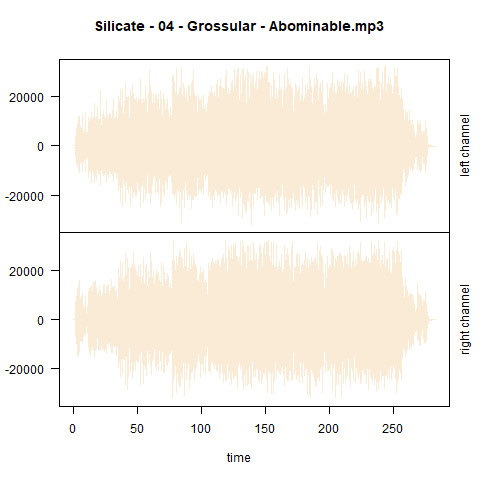 Silicate - 04 - Grossular - Abominable.mp3
20000
0
-20000
left channel
20000
0
-20000
right channel
0 50 100 150 200 250
time